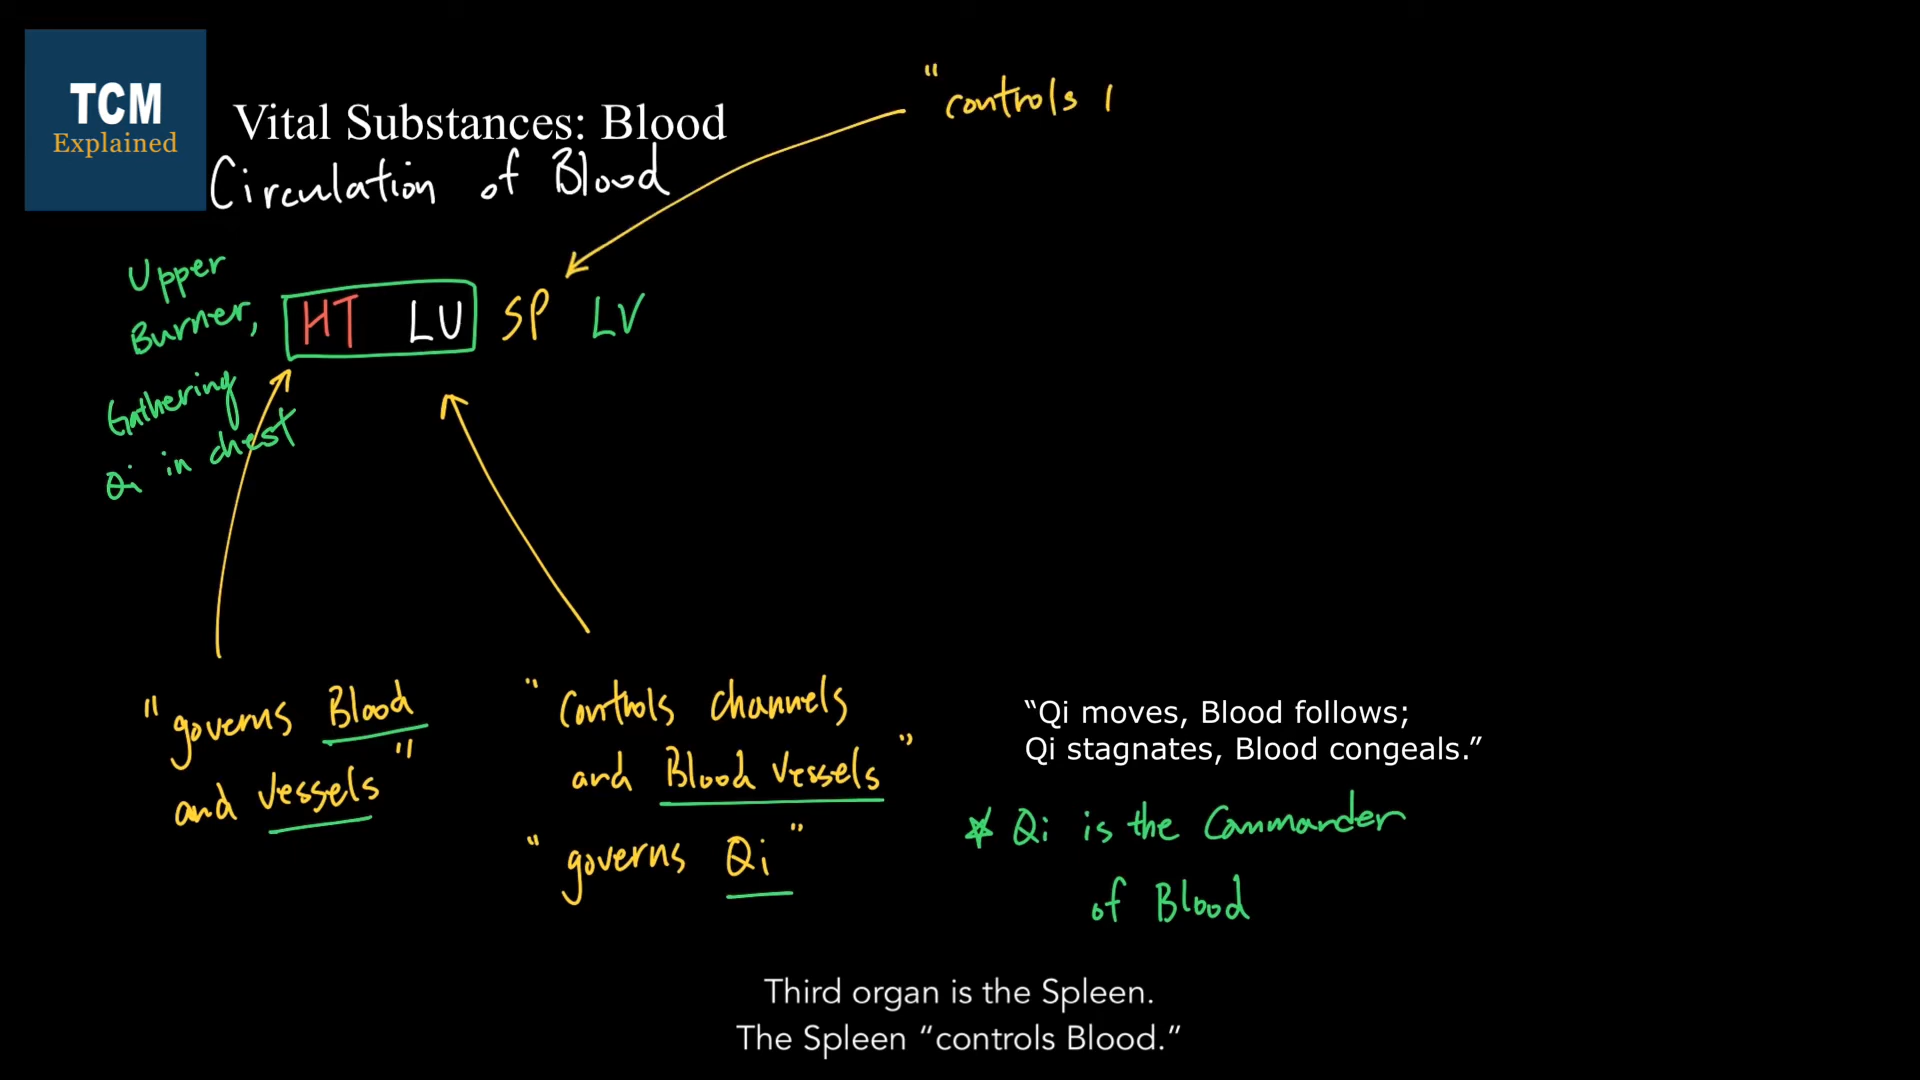 TCM
Explained
Vital Substances: Blood
Circulation of Blood
"controls
Upper
Burner,
Gathering
Qi in chest
HT LU SP LV
"governs Blood
and Vessels"
"Controls Channels
and Blood Vessels"
"governs Qi"
“Qi moves, Blood follows;
Qi stagnates, Blood congeals.”
* Qi is the Commander
of Blood
Third organ is the Spleen.
The Spleen “controls Blood.”